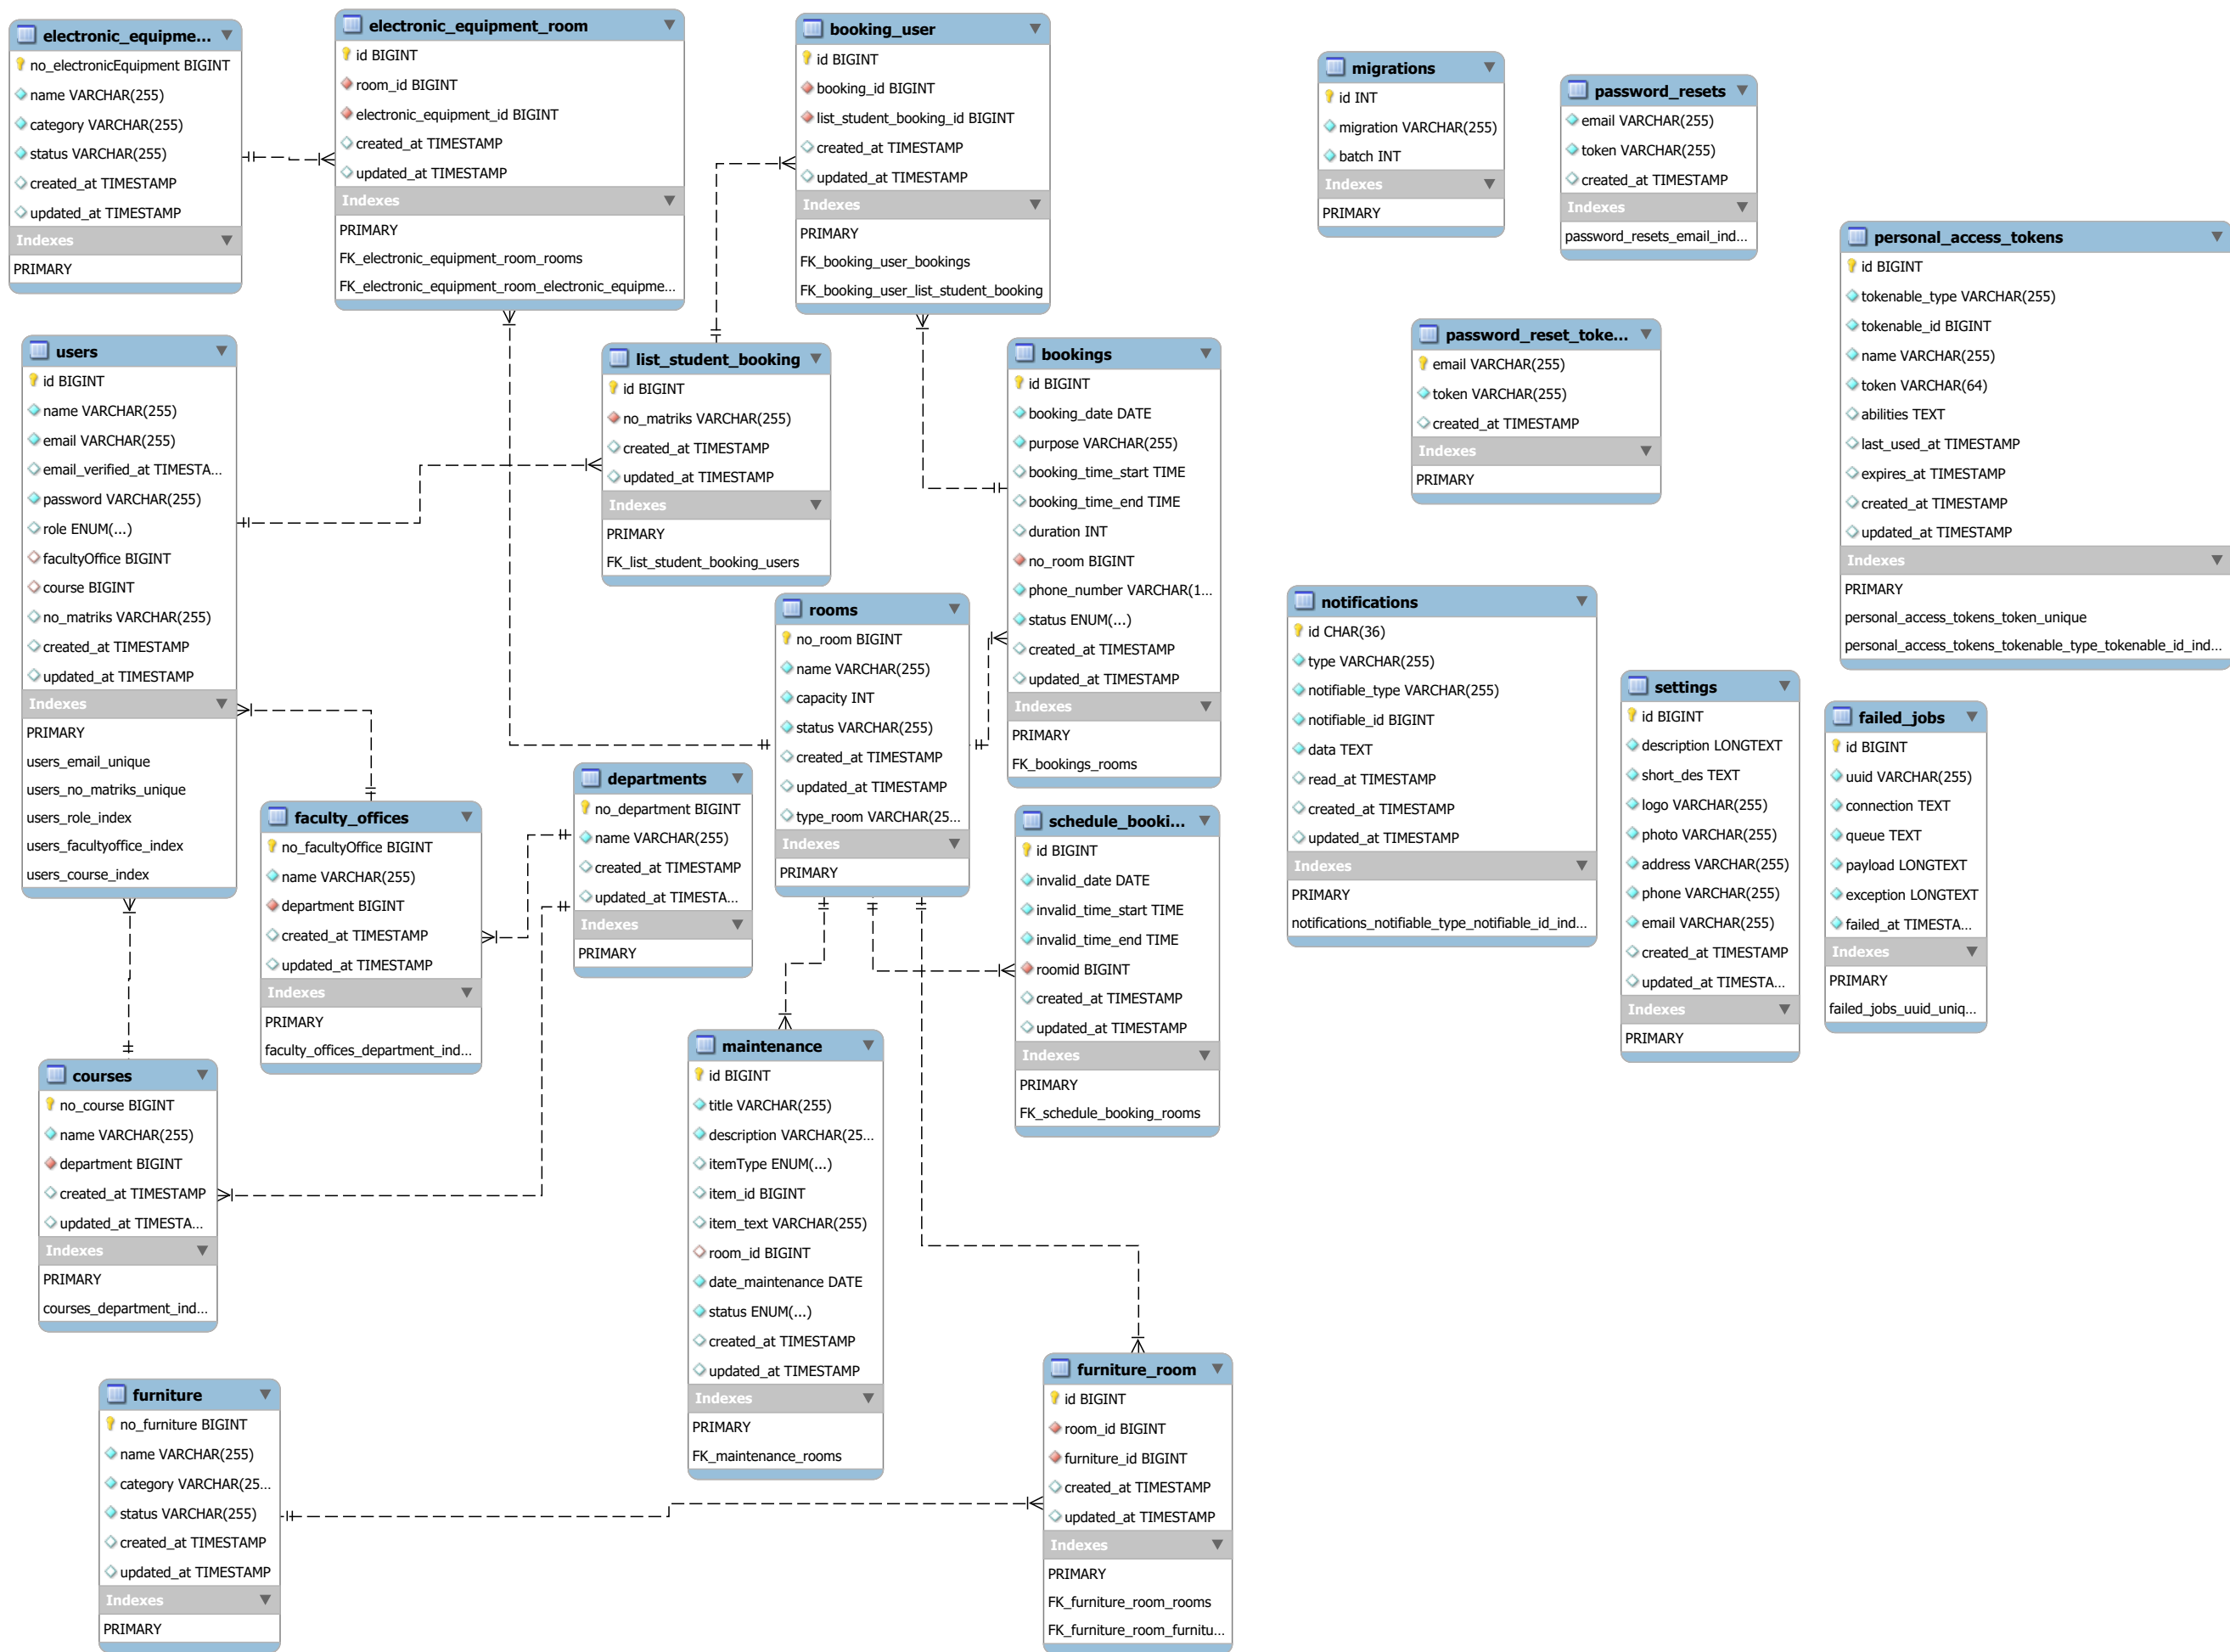 electronic_equipme...
no_electronicEquipment BIGINT
name VARCHAR(255)
category VARCHAR(255)
status VARCHAR(255)
created_at TIMESTAMP
updated_at TIMESTAMP
Indexes
PRIMARY
electronic_equipment_room
id BIGINT
room_id BIGINT
electronic_equipment_id BIGINT
created_at TIMESTAMP
updated_at TIMESTAMP
Indexes
PRIMARY
FK_electronic_equipment_room_rooms
FK_electronic_equipment_room_electronic_equipme...
booking_user
id BIGINT
booking_id BIGINT
list_student_booking_id BIGINT
created_at TIMESTAMP
updated_at TIMESTAMP
Indexes
PRIMARY
FK_booking_user_bookings
FK_booking_user_list_student_booking
migrations
id INT
migration VARCHAR(255)
batch INT
Indexes
PRIMARY
password_resets
email VARCHAR(255)
token VARCHAR(255)
created_at TIMESTAMP
Indexes
password_resets_email_ind...
personal_access_tokens
id BIGINT
tokenable_type VARCHAR(255)
tokenable_id BIGINT
name VARCHAR(255)
token VARCHAR(64)
abilities TEXT
last_used_at TIMESTAMP
expires_at TIMESTAMP
created_at TIMESTAMP
updated_at TIMESTAMP
Indexes
PRIMARY
personal_access_tokens_token_unique
personal_access_tokens_tokenable_type_tokenable_id_ind...
users
id BIGINT
name VARCHAR(255)
email VARCHAR(255)
email_verified_at TIMESTA...
password VARCHAR(255)
role ENUM(...)
facultyOffice BIGINT
course BIGINT
no_matriks VARCHAR(255)
created_at TIMESTAMP
updated_at TIMESTAMP
Indexes
PRIMARY
users_email_unique
users_no_matriks_unique
users_role_index
users_facultyoffice_index
users_course_index
list_student_booking
id BIGINT
no_matriks VARCHAR(255)
created_at TIMESTAMP
updated_at TIMESTAMP
Indexes
PRIMARY
FK_list_student_booking_users
bookings
id BIGINT
booking_date DATE
purpose VARCHAR(255)
booking_time_start TIME
booking_time_end TIME
duration INT
no_room BIGINT
phone_number VARCHAR(1...
status ENUM(...)
created_at TIMESTAMP
updated_at TIMESTAMP
Indexes
PRIMARY
FK_bookings_rooms
password_reset_toke...
email VARCHAR(255)
token VARCHAR(255)
created_at TIMESTAMP
Indexes
PRIMARY
rooms
no_room BIGINT
name VARCHAR(255)
capacity INT
status VARCHAR(255)
created_at TIMESTAMP
updated_at TIMESTAMP
type_room VARCHAR(25...
Indexes
PRIMARY
notifications
id CHAR(36)
type VARCHAR(255)
notifiable_type VARCHAR(255)
notifiable_id BIGINT
data TEXT
read_at TIMESTAMP
created_at TIMESTAMP
updated_at TIMESTAMP
Indexes
PRIMARY
notifications_notifiable_type_notifiable_id_ind...
settings
id BIGINT
description LONGTEXT
short_des TEXT
logo VARCHAR(255)
photo VARCHAR(255)
address VARCHAR(255)
phone VARCHAR(255)
email VARCHAR(255)
created_at TIMESTAMP
updated_at TIMESTA...
Indexes
PRIMARY
failed_jobs
id BIGINT
uuid VARCHAR(255)
connection TEXT
queue TEXT
payload LONGTEXT
exception LONGTEXT
failed_at TIMESTA...
Indexes
PRIMARY
failed_jobs_uuid_uniq...
departments
no_department BIGINT
name VARCHAR(255)
created_at TIMESTAMP
updated_at TIMESTA...
Indexes
PRIMARY
faculty_offices
no_facultyOffice BIGINT
name VARCHAR(255)
department BIGINT
created_at TIMESTAMP
updated_at TIMESTAMP
Indexes
PRIMARY
faculty_offices_department_ind...
schedule_booki...
id BIGINT
invalid_date DATE
invalid_time_start TIME
invalid_time_end TIME
roomid BIGINT
created_at TIMESTAMP
updated_at TIMESTAMP
Indexes
PRIMARY
FK_schedule_booking_rooms
courses
no_course BIGINT
name VARCHAR(255)
department BIGINT
created_at TIMESTAMP
updated_at TIMESTA...
Indexes
PRIMARY
courses_department_ind...
maintenance
id BIGINT
title VARCHAR(255)
description VARCHAR(25...
itemType ENUM(...)
item_id BIGINT
item_text VARCHAR(255)
room_id BIGINT
date_maintenance DATE
status ENUM(...)
created_at TIMESTAMP
updated_at TIMESTAMP
Indexes
PRIMARY
FK_maintenance_rooms
furniture
no_furniture BIGINT
name VARCHAR(255)
category VARCHAR(25...
status VARCHAR(255)
created_at TIMESTAMP
updated_at TIMESTAMP
Indexes
PRIMARY
furniture_room
id BIGINT
room_id BIGINT
furniture_id BIGINT
created_at TIMESTAMP
updated_at TIMESTAMP
Indexes
PRIMARY
FK_furniture_room_rooms
FK_furniture_room_furnitu...